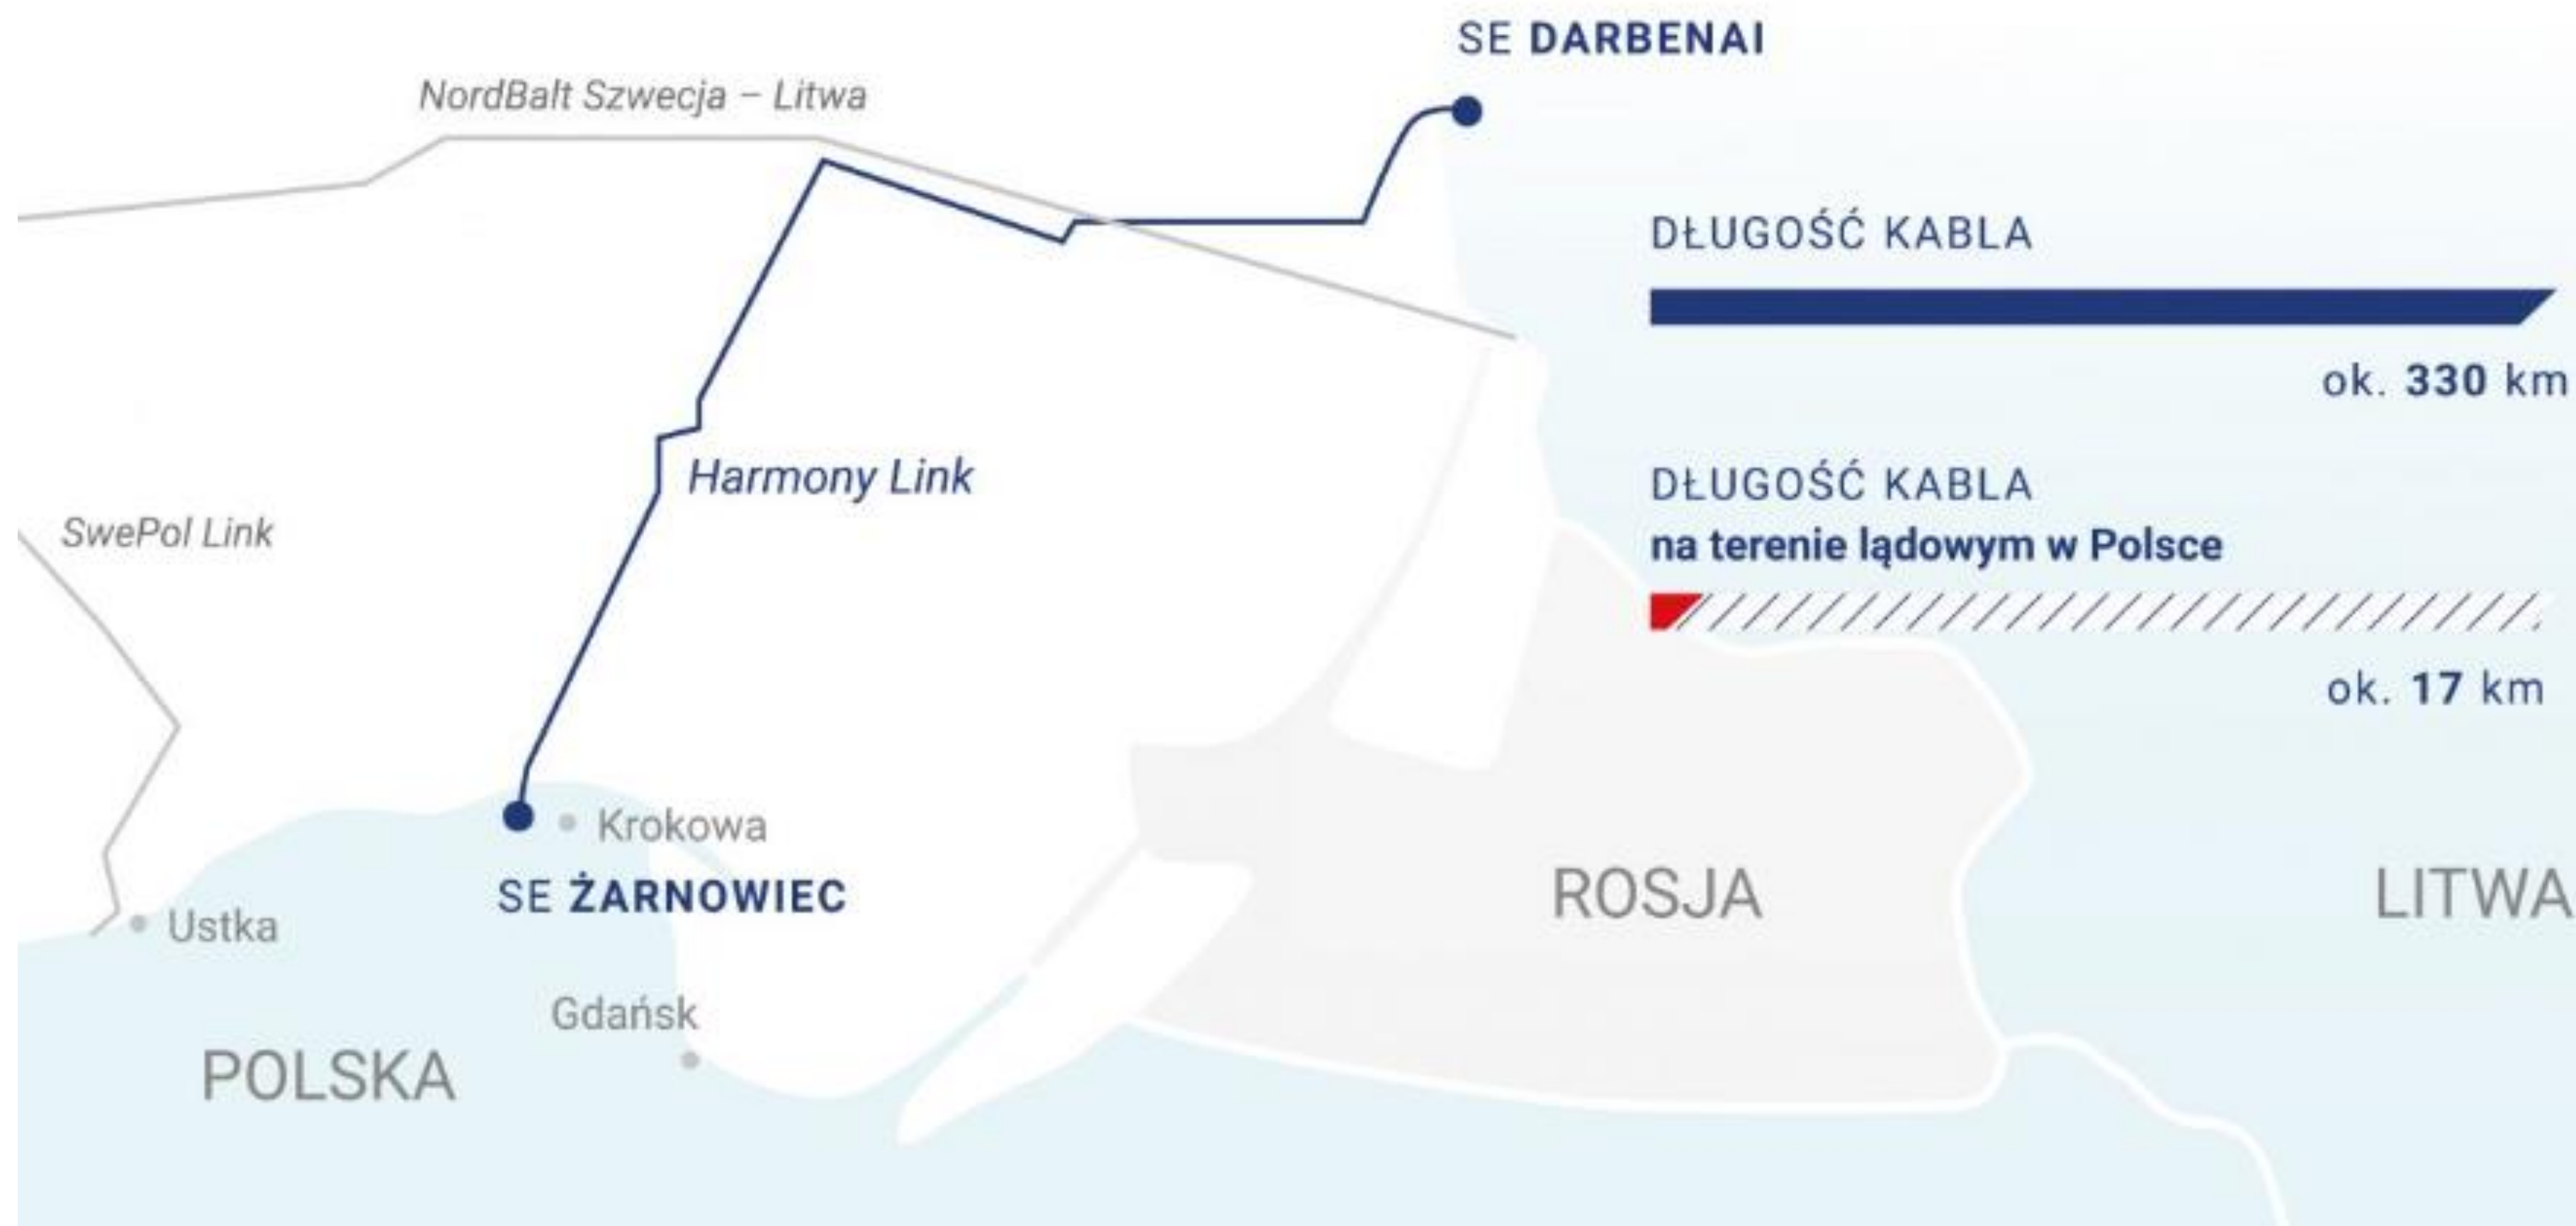 SE DARBENAI
NordBalt Szwecja – Litwa
DŁUGOŚĆ KABLA
ok. 330 km
Harmony Link
DŁUGOŚĆ KABLA
na terenie lądowym w Polsce
SwePol Link
ok. 17 km
Krokowa
SE ŻARNOWIEC
ROSJA
LITWA
Ustka
Gdańsk
POLSKA